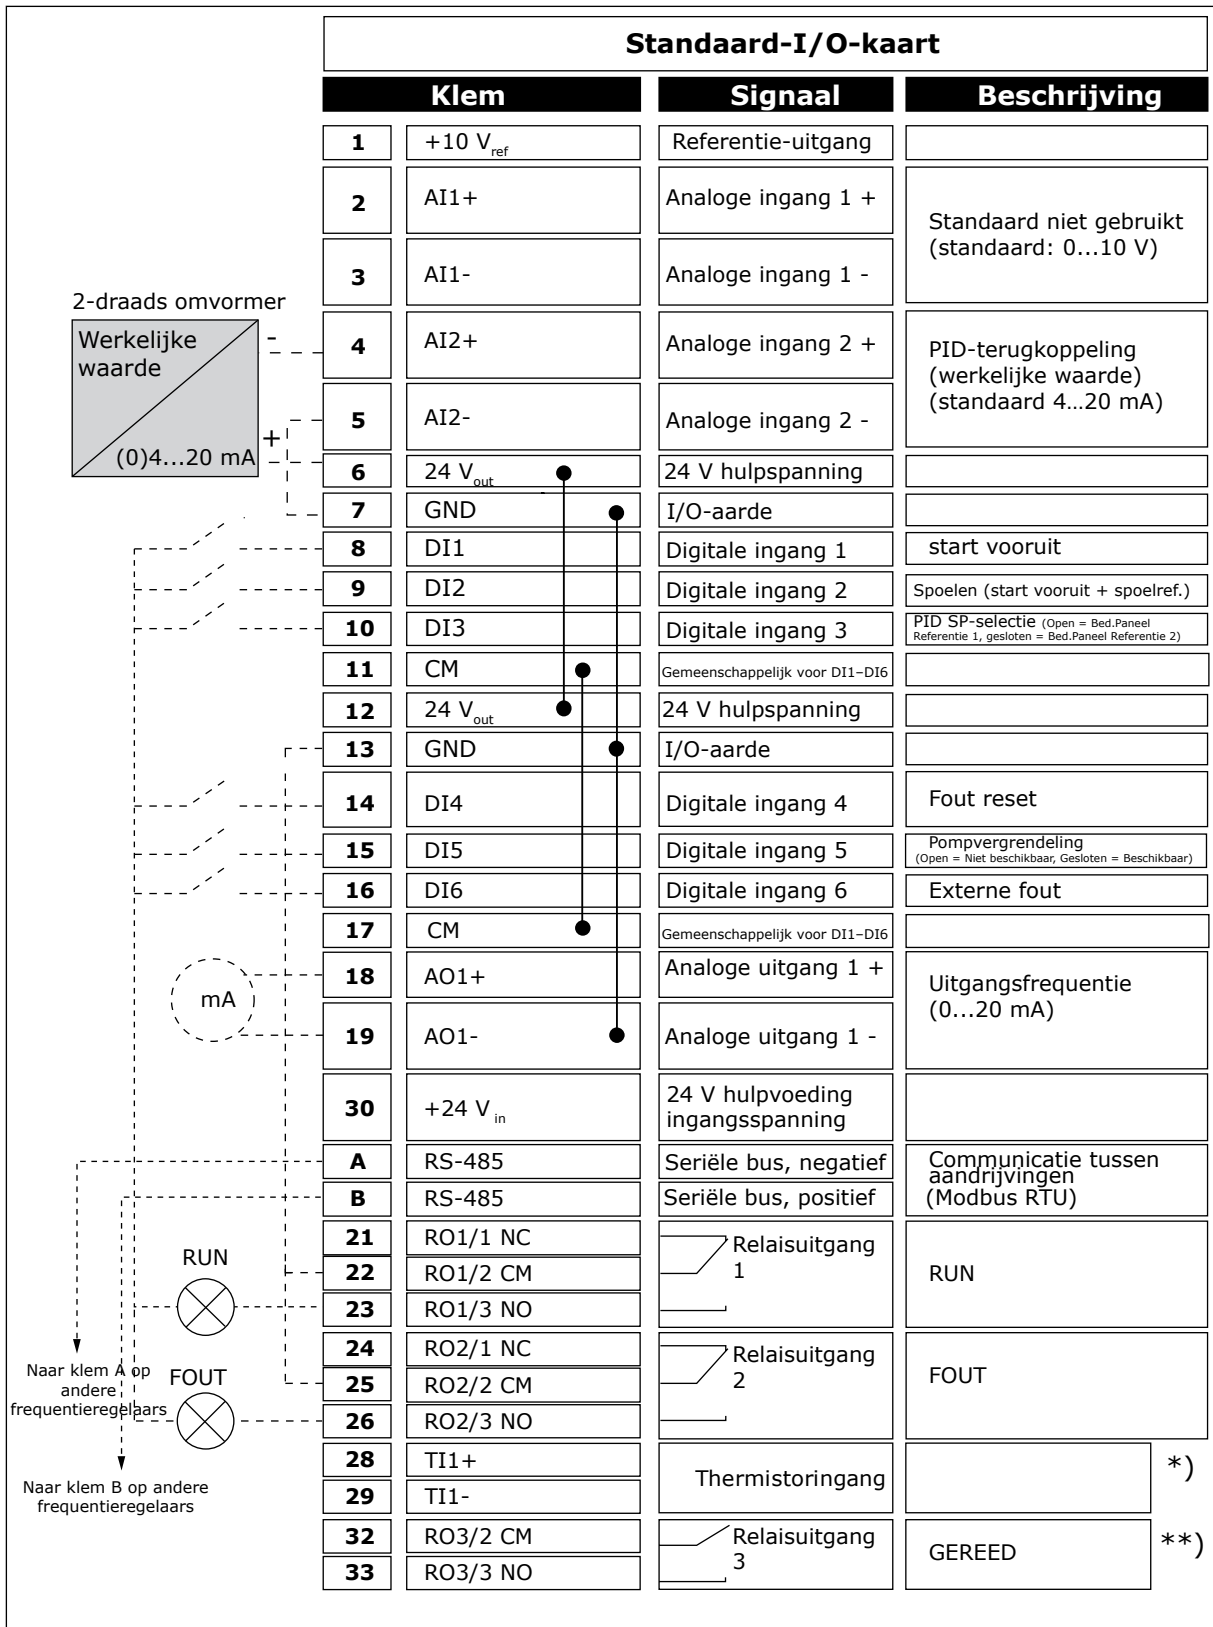 Standaard-I/O-kaart
Klem Signaal Beschrijving
1 +10 Vref Referentie-uitgang
2 AI1+ Analoge ingang 1 +
Standaard niet gebruikt
(standaard: 0...10 V)
3 AI1- Analoge ingang 1 -
2-draads omvormer
Werkelijke
waarde
-
+
(0)4...20 mA
4 AI2+ Analoge ingang 2 +
PID-terugkoppeling
(werkelijke waarde)
(standaard 4...20 mA)
5 AI2- Analoge ingang 2 -
6 24 Vout 24 V hulpspanning
7 GND I/O-aarde
8 DI1 Digitale ingang 1 start vooruit
9 DI2 Digitale ingang 2 Spoelen (start vooruit + spoelref.)
10 DI3 Digitale ingang 3 PID SP-selectie (Open = Bed.Paneel
Referentie 1, gesloten = Bed.Paneel Referentie 2)
11 CM Gemeenschappelijk voor DI1–DI6
12 24 Vout 24 V hulpspanning
13 GND I/O-aarde
14 DI4 Digitale ingang 4 Fout reset
15 DI5 Digitale ingang 5 Pompvergrendeling
(Open = Niet beschikbaar, Gesloten = Beschikbaar)
16 DI6 Digitale ingang 6 Externe fout
17 CM Gemeenschappelijk voor DI1–DI6
mA
18 AO1+ Analoge uitgang 1 +
Uitgangsfrequentie
(0...20 mA)
19 AO1- Analoge uitgang 1 -
30 +24 Vin 24 V hulpvoeding
ingangsspanning
A RS-485 Seriële bus, negatief
Communicatie tussen
aandrijvingen
(Modbus RTU)
B RS-485 Seriële bus, positief
21 RO1/1 NC Relaisuitgang
1
RUN
22 RO1/2 CM RUN
23 RO1/3 NO
24 RO2/1 NC Relaisuitgang
2
Naar klem A op
andere
frequentieregelaars
FOUT
25 RO2/2 CM FOUT
26 RO2/3 NO
28 TI1+ Thermistoringang *)
Naar klem B op andere
frequentieregelaars
29 TI1-
32 RO3/2 CM Relaisuitgang
3
GEREED **)
33 RO3/3 NO